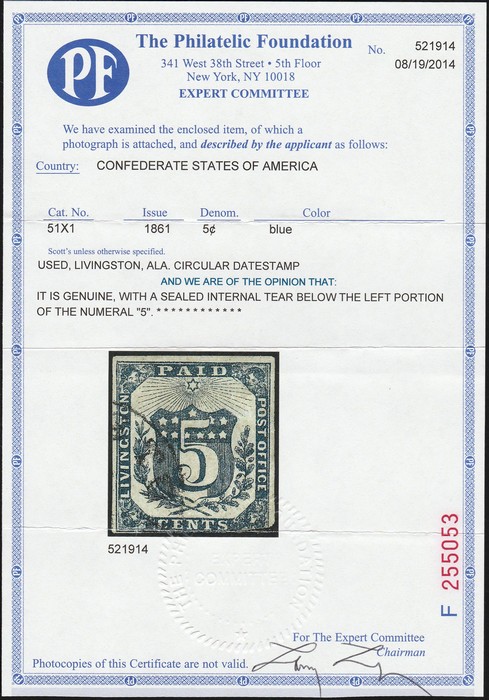 PF
The Philatelic Foundation
341 West 38th Street • 5th Floor
New York, NY 10018
EXPERT COMMITTEE
No. 521914
08/19/2014
We have examined the enclosed item, of which a
photograph is attached, and described by the applicant as follows:
Country: CONFEDERATE STATES OF AMERICA
Cat. No. Issue Denom. Color
51X1 1861 5¢ blue
Scott's unless otherwise specified.
USED, LIVINGSTON, ALA. CIRCULAR DATESTAMP
AND WE ARE OF THE OPINION THAT:
IT IS GENUINE, WITH A SEALED INTERNAL TEAR BELOW THE LEFT PORTION
OF THE NUMERAL "5". * * * * * * * * * * * *
PAID
LIVINGSTON
5
POST OFFICE
CENTS
521914
COMMITTEE
F 255053
For The Expert Committee
Chairman
Photocopies of this Certificate are not valid.